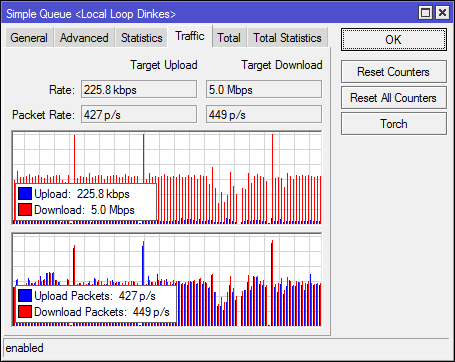 Simple Queue <Local Loop Dinkes>
General Advanced Statistics Traffic Total Total Statistics
Target Upload Target Download
Rate: 225.8 kbps 5.0 Mbps
Packet Rate: 427 p/s 449 p/s
Upload: 225.8 kbps
Download: 5.0 Mbps
Upload Packets: 427 p/s
Download Packets: 449 p/s
OK
Reset Counters
Reset All Counters
Torch
enabled